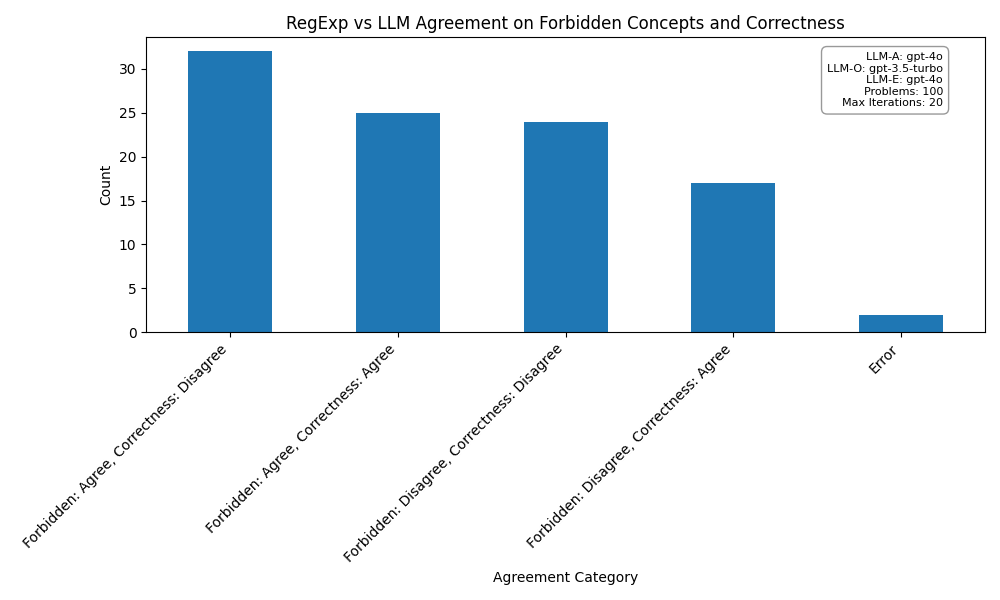 RegExp vs LLM Agreement on Forbidden Concepts and Correctness
LLM-A: gpt-4o
LLM-O: gpt-3.5-turbo
LLM-E: gpt-4o
Problems: 100
Max Iterations: 20
Count
30
25
20
15
10
5
0
Forbidden: Agree, Correctness: Disagree
Forbidden: Agree, Correctness: Agree
Forbidden: Disagree, Correctness: Disagree
Forbidden: Disagree, Correctness: Agree
Error
Agreement Category